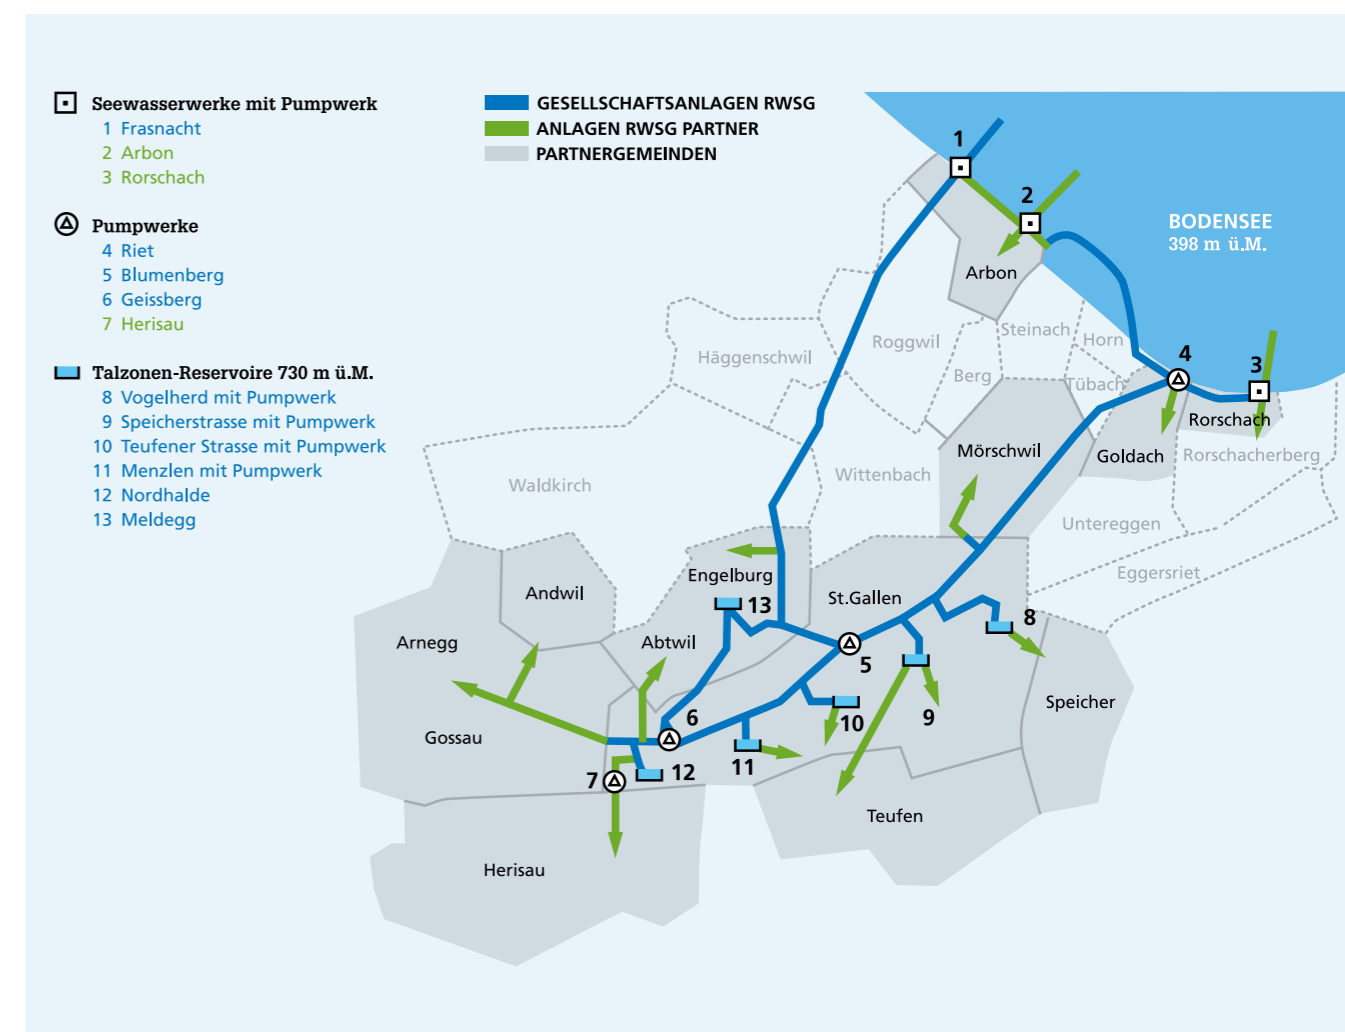 Seewasserwerke mit Pumpwerk
1 Frasnacht
2 Arbon
3 Rorschach
Pumpwerke
4 Riet
5 Blumenberg
6 Geissberg
7 Herisau
Talzonen-Reservoire 730 m ü.M.
8 Vogelherd mit Pumpwerk
9 Speicherstrasse mit Pumpwerk
10 Teufener Strasse mit Pumpwerk
11 Menzlen mit Pumpwerk
12 Nordhalde
13 Meldegg
GESELLSCHAFTSANLAGEN RWSG
ANLAGEN RWSG PARTNER
PARTNERGEMEINDEN
1
2
BODENSEE
398 m ü.M.
Arbon
Steinach
Horn
Roggwil
Häggenschwil
4
3
Berg
Tübach
Rorschach
Mörschwil
Goldach
Rorschacherberg
Wittenbach
Waldkirch
Untereggen
Eggersriet
Engelburg
Andwil
13
St.Gallen
8
Arnegg
Abtwil
5
Speicher
6
10
9
Gossau
7
12
11
Teufen
Herisau